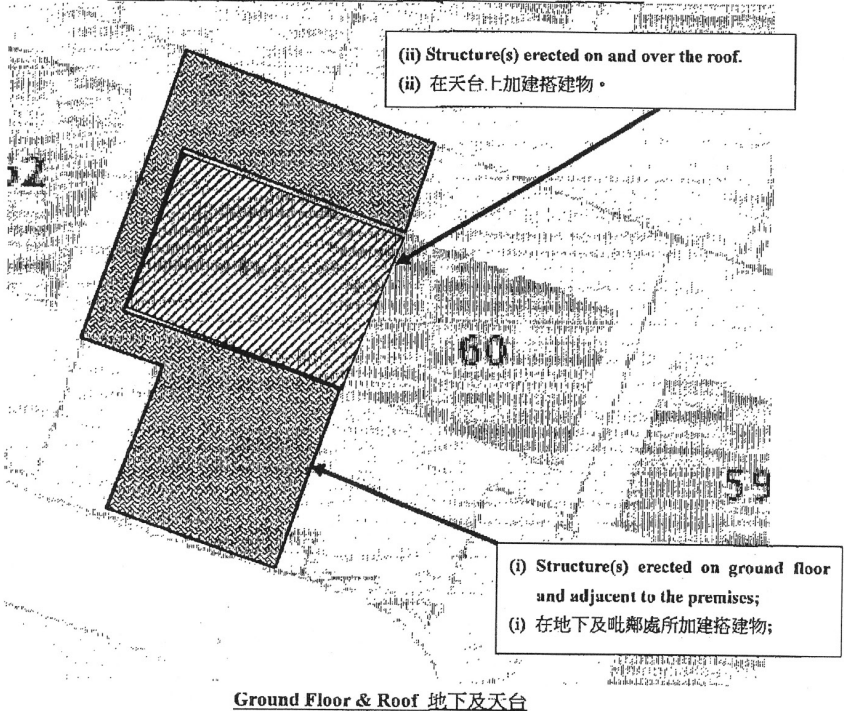 (ii) Structure(s) erected on and over the roof.
(ii) 在天台上加建搭建物。
60
59
(i) Structure(s) erected on ground floor
and adjacent to the premises;
(i) 在地下及毗鄰處所加建搭建物;
Ground Floor & Roof 地下及天台